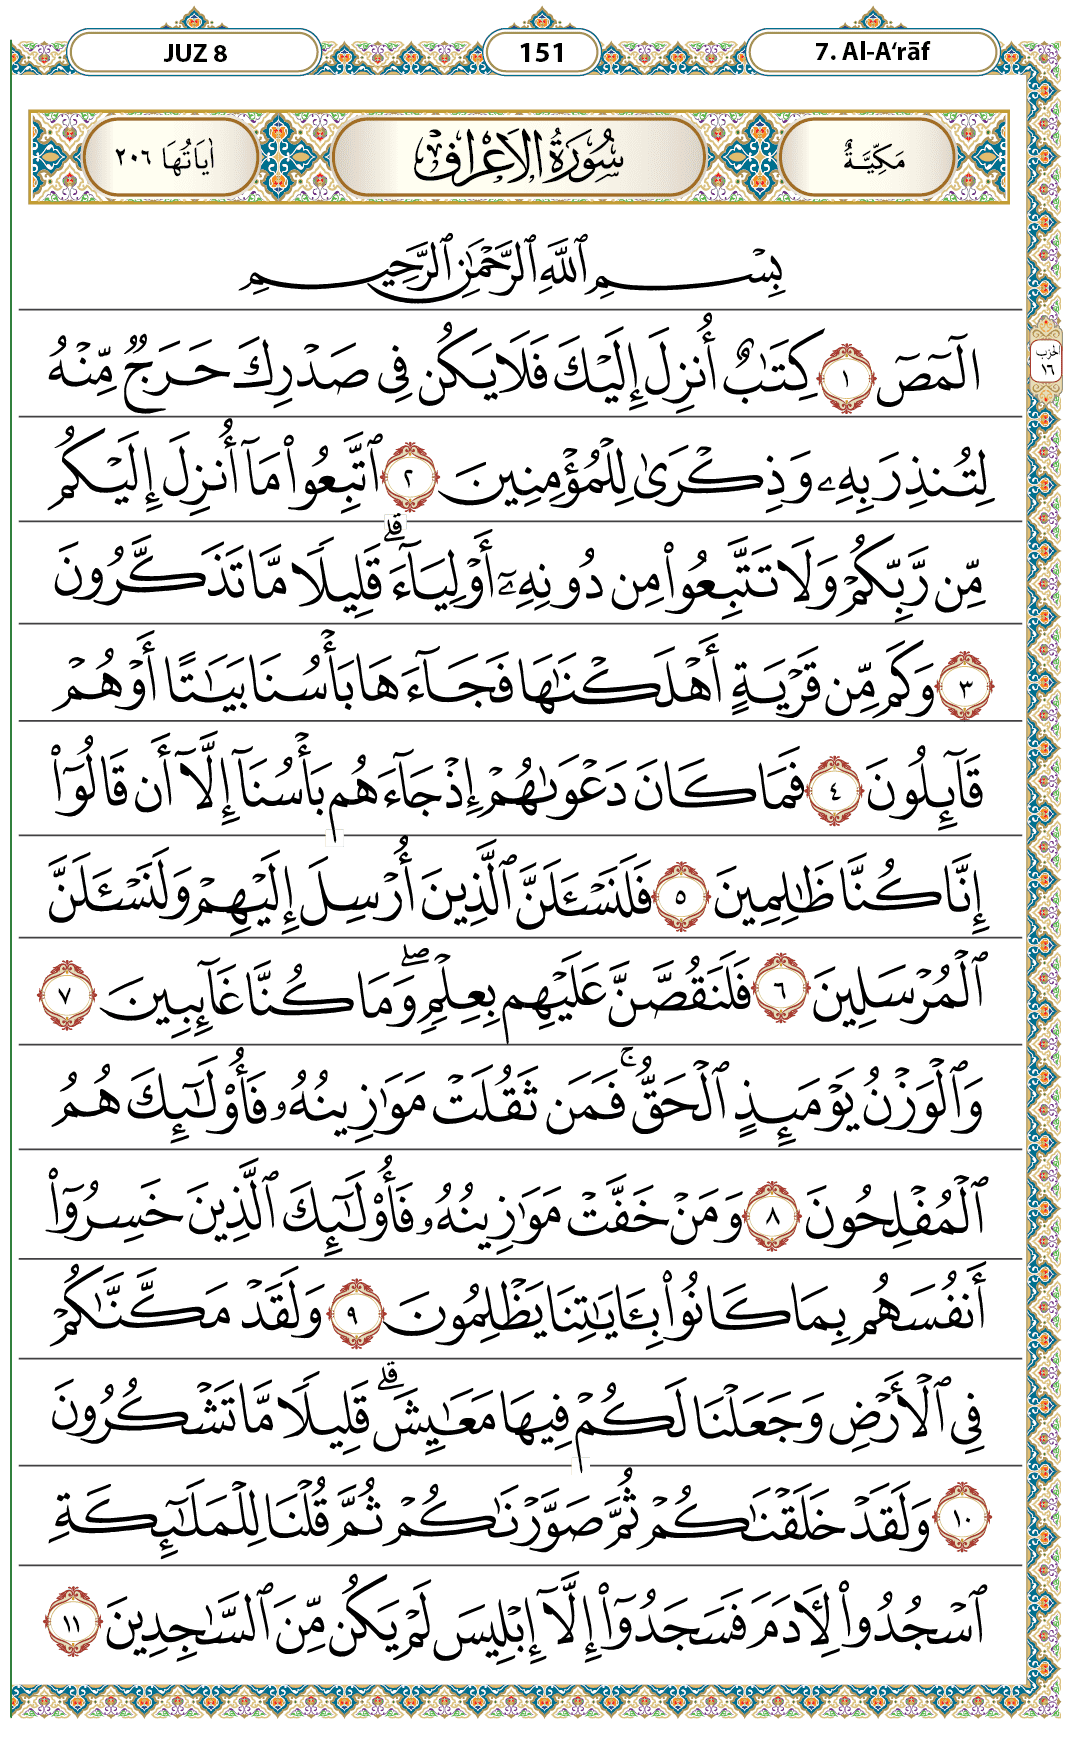 JUZ 8 151 7. Al-A‘rāf
مَكِّيَّةٌ سُورَةُ الْأَعْرَافِ اٰيَاتُهَا ٢٠٦
بِسْمِ ٱللَّهِ ٱلرَّحْمَٰنِ ٱلرَّحِيمِ
الٓمٓصٓ ١ كِتَٰبٌ أُنزِلَ إِلَيْكَ فَلَا يَكُن فِى صَدْرِكَ حَرَجٌ مِّنْهُ
الحزب ١٦
لِتُنذِرَ بِهِۦ وَذِكْرَىٰ لِلْمُؤْمِنِينَ ٢ ٱتَّبِعُوا۟ مَآ أُنزِلَ إِلَيْكُم
مِّن رَّبِّكُمْ وَلَا تَتَّبِعُوا۟ مِن دُونِهِۦٓ أَوْلِيَآءَ ۗ قَلِيلًا مَّا تَذَكَّرُونَ
٣ وَكَم مِّن قَرْيَةٍ أَهْلَكْنَٰهَا فَجَآءَهَا بَأْسُنَا بَيَٰتًا أَوْ هُمْ
قَآئِلُونَ ٤ فَمَا كَانَ دَعْوَىٰهُمْ إِذْ جَآءَهُم بَأْسُنَآ إِلَّآ أَن قَالُوٓا۟
إِنَّا كُنَّا ظَٰلِمِينَ ٥ فَلَنَسْـَٔلَنَّ ٱلَّذِينَ أُرْسِلَ إِلَيْهِمْ وَلَنَسْـَٔلَنَّ
ٱلْمُرْسَلِينَ ٦ فَلَنَقُصَّنَّ عَلَيْهِم بِعِلْمٍ ۖ وَمَا كُنَّا غَآئِبِينَ ٧
وَٱلْوَزْنُ يَوْمَئِذٍ ٱلْحَقُّ ۚ فَمَن ثَقُلَتْ مَوَٰزِينُهُۥ فَأُو۟لَٰٓئِكَ هُمُ
ٱلْمُفْلِحُونَ ٨ وَمَنْ خَفَّتْ مَوَٰزِينُهُۥ فَأُو۟لَٰٓئِكَ ٱلَّذِينَ خَسِرُوٓا۟
أَنفُسَهُم بِمَا كَانُوا۟ بِـَٔايَٰتِنَا يَظْلِمُونَ ٩ وَلَقَدْ مَكَّنَّٰكُمْ
فِى ٱلْأَرْضِ وَجَعَلْنَا لَكُمْ فِيهَا مَعَٰيِشَ ۗ قَلِيلًا مَّا تَشْكُرُونَ
١٠ وَلَقَدْ خَلَقْنَٰكُمْ ثُمَّ صَوَّرْنَٰكُمْ ثُمَّ قُلْنَا لِلْمَلَٰٓئِكَةِ
ٱسْجُدُوا۟ لِـَٔادَمَ فَسَجَدُوٓا۟ إِلَّآ إِبْلِيسَ لَمْ يَكُن مِّنَ ٱلسَّٰجِدِينَ ١١